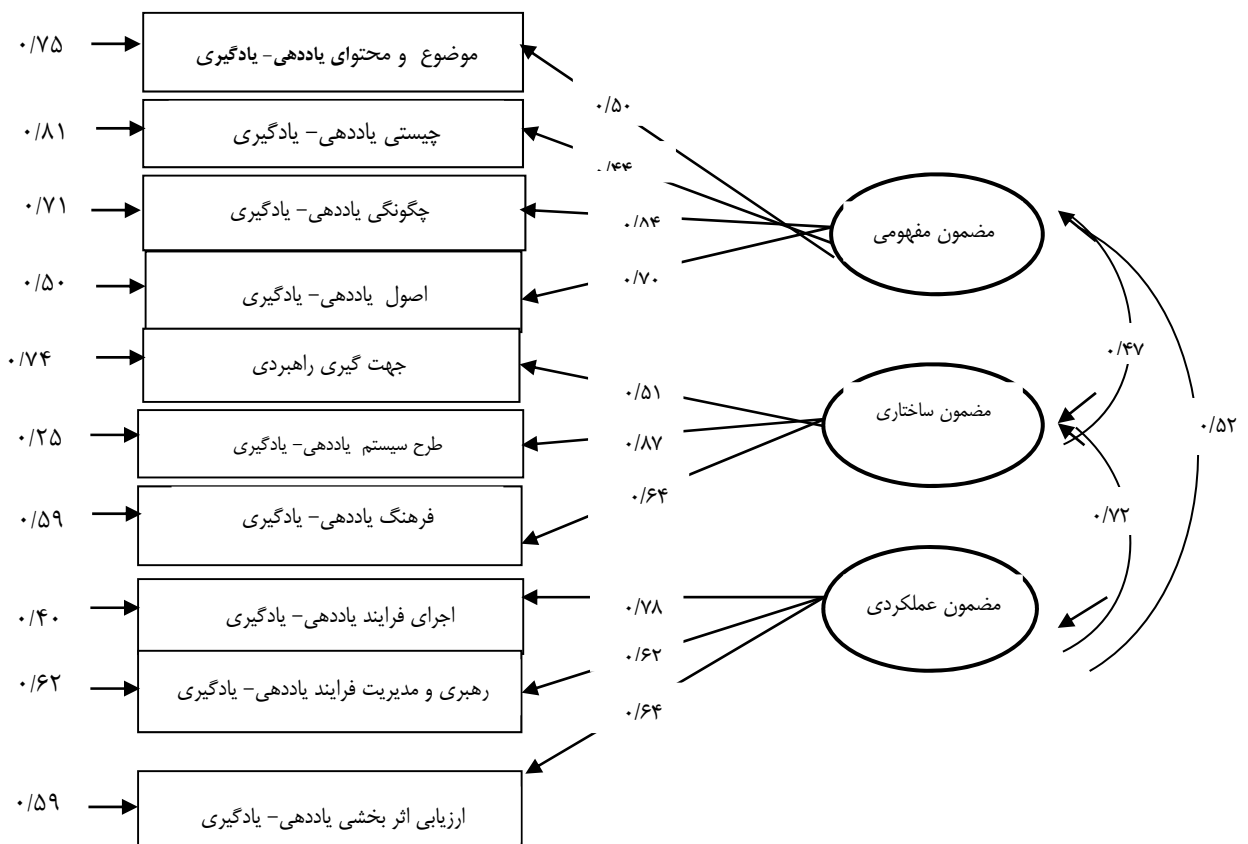 ۰/۷۵
موضوع و محتوای یاددهی- یادگیری
۰/۵۰
۰/۸۱
چیستی یاددهی- یادگیری
۰/۴۴
۰/۷۱
چگونگی یاددهی- یادگیری
۰/۸۴
مضمون مفهومی
۰/۵۰
اصول یاددهی- یادگیری
۰/۷۰
۰/۷۴
جهت گیری راهبردی
۰/۴۷
۰/۵۱
مضمون ساختاری
۰/۵۲
۰/۲۵
طرح سیستم یاددهی- یادگیری
۰/۸۷
۰/۶۴
۰/۵۹
فرهنگ یاددهی- یادگیری
۰/۷۲
۰/۴۰
اجرای فرایند یاددهی- یادگیری
۰/۷۸
مضمون عملکردی
۰/۶۲
۰/۶۲
رهبری و مدیریت فرایند یاددهی- یادگیری
۰/۶۴
۰/۵۹
ارزیابی اثر بخشی یاددهی- یادگیری